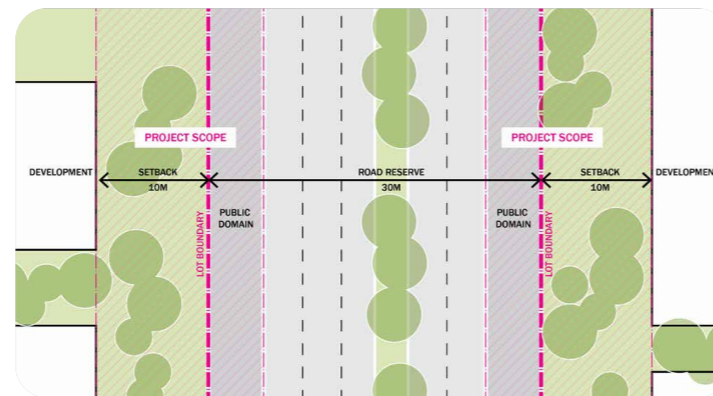 PROJECT SCOPE
PROJECT SCOPE
DEVELOPMENT
SETBACK
10M
ROAD RESERVE
30M
SETBACK
10M
DEVELOPMEN
PUBLIC
DOMAIN
LOT BOUNDARY
PUBLIC
DOMAIN
LOT BOUNDARY